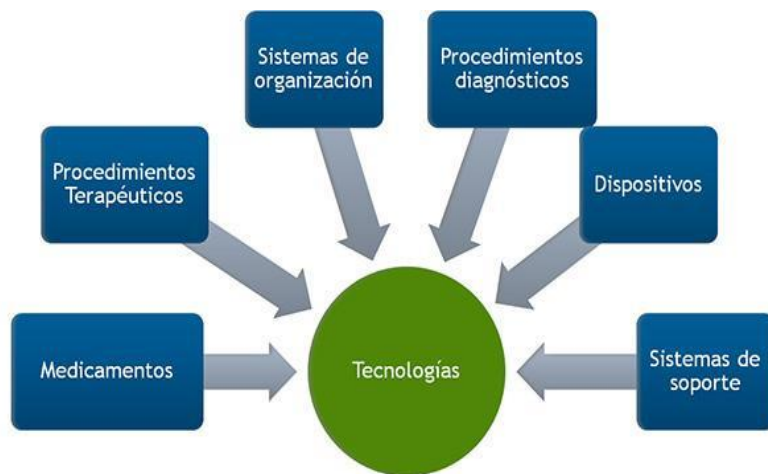 Sistemas de
organización
Procedimientos
diagnósticos
Procedimientos
Terapéuticos
Dispositivos
Medicamentos
Tecnologías
Sistemas de
soporte